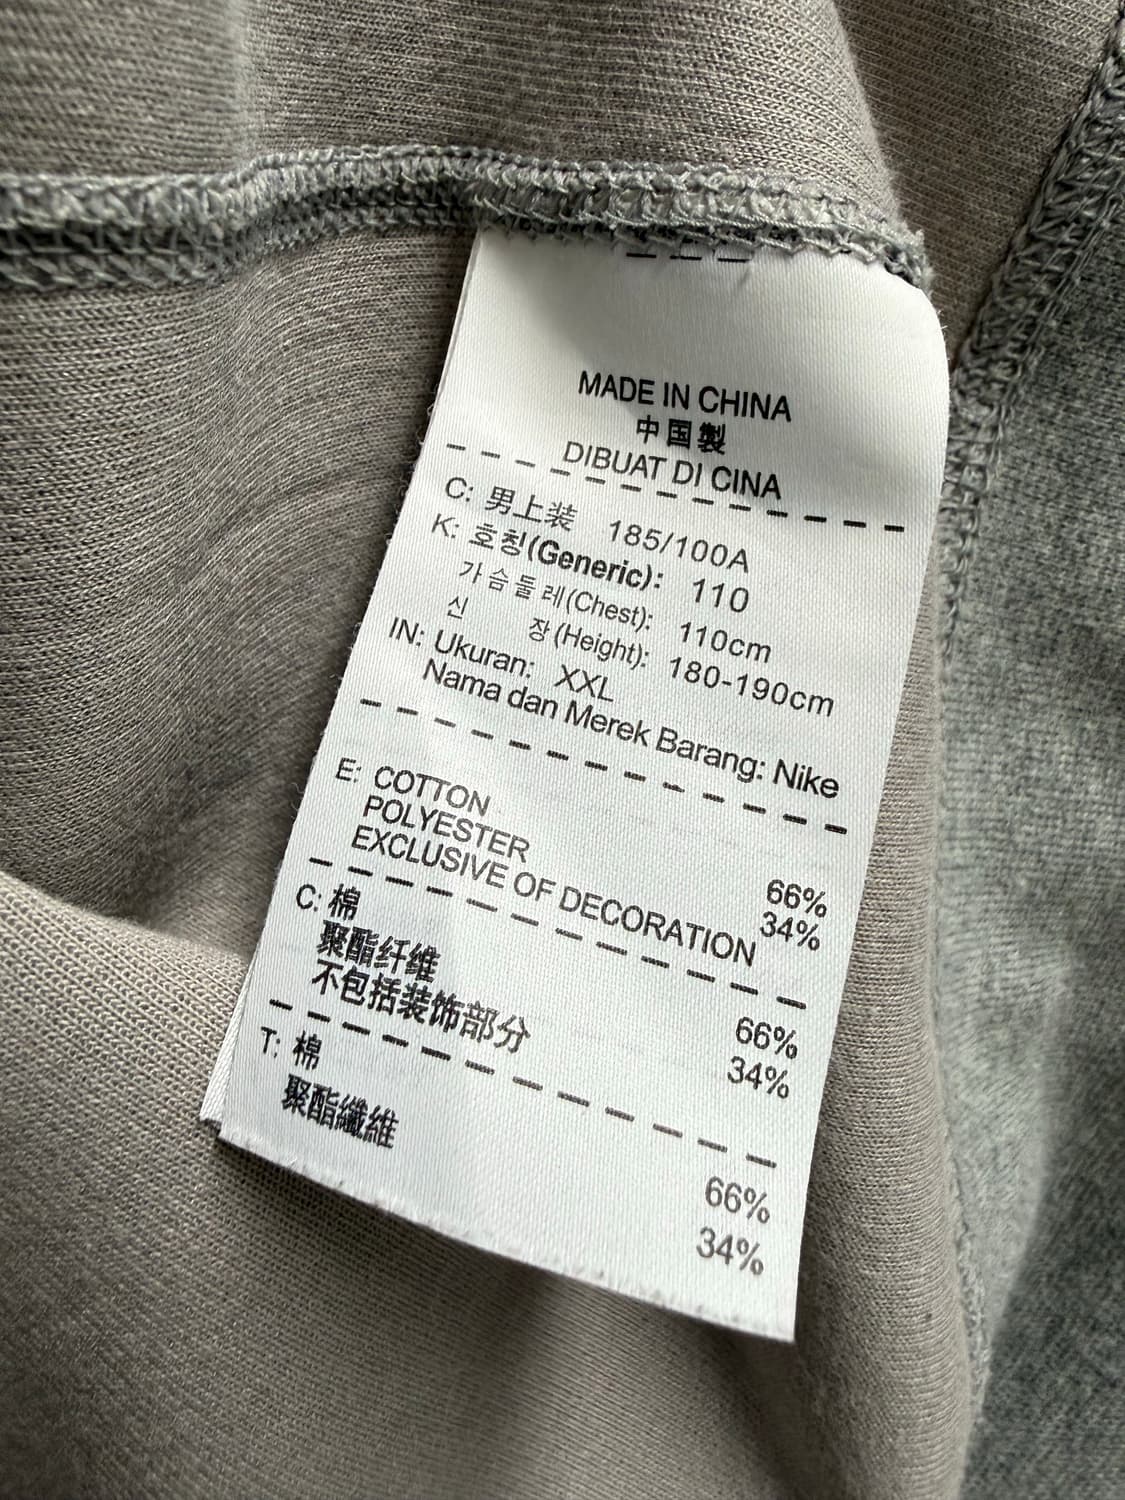 MADE IN CHINA
中国製
DIBUAT DI CINA
C: 男上装 185/100A
K: 호칭(Generic): 110
가슴둘레(Chest): 110cm
신 장(Height): 180-190cm
IN: Ukuran: XXL
Nama dan Merek Barang: Nike
E: COTTON 66%
POLYESTER 34%
EXCLUSIVE OF DECORATION
C: 棉 66%
聚酯纤维 34%
不包括装饰部分
T: 棉 66%
聚酯纖維 34%